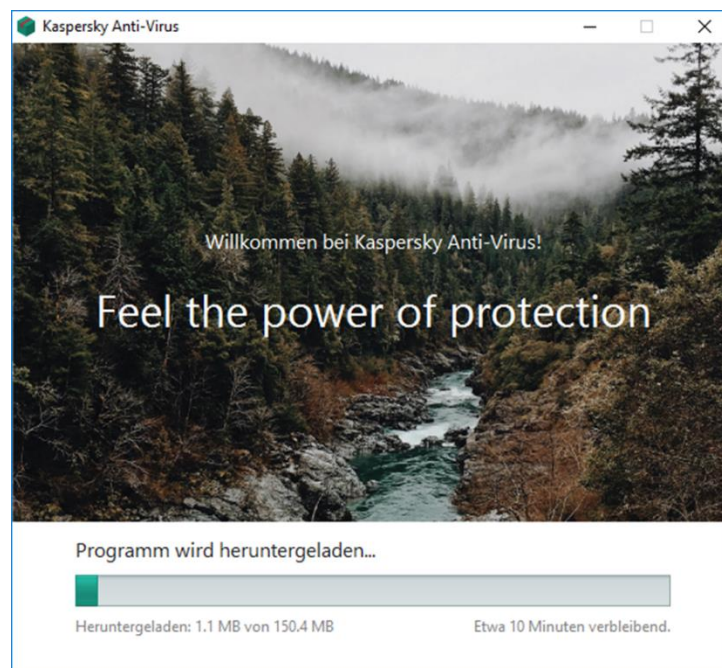 Kaspersky Anti-Virus
Willkommen bei Kaspersky Anti-Virus!
Feel the power of protection
Programm wird heruntergeladen...
Heruntergeladen: 1.1 MB von 150.4 MB
Etwa 10 Minuten verbleibend.